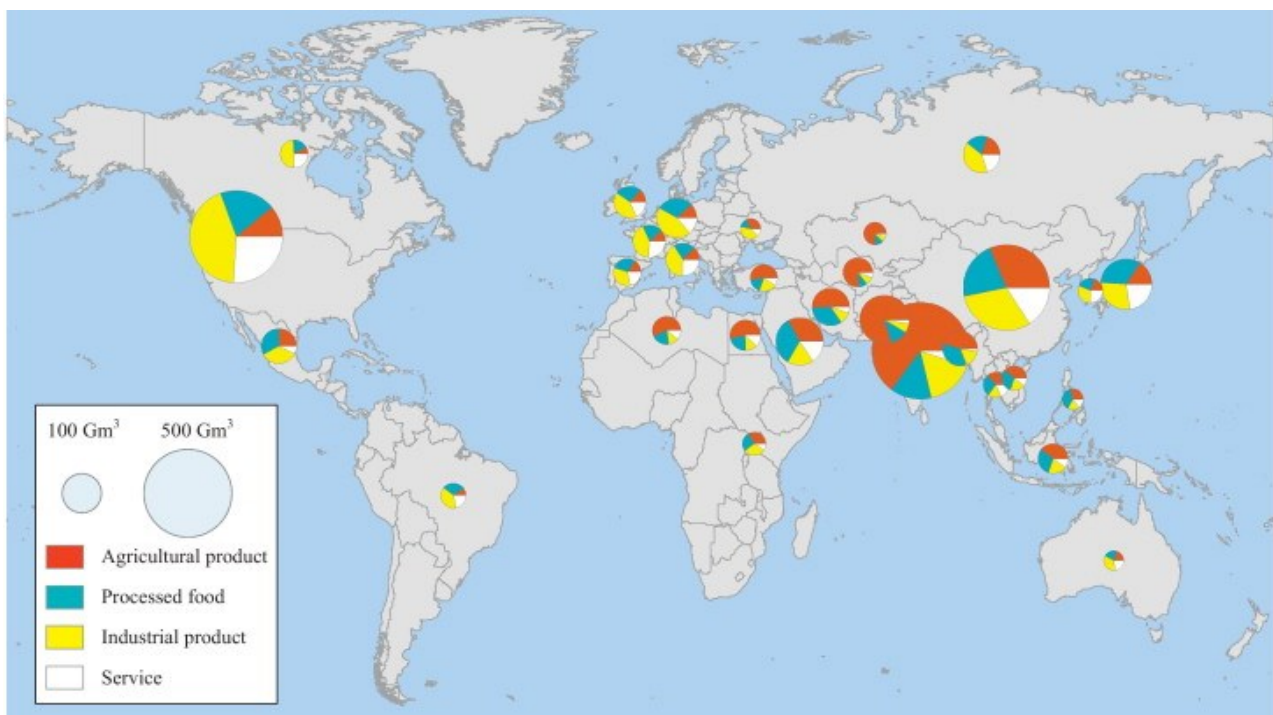 100 Gm³ 500 Gm³
Agricultural product
Processed food
Industrial product
Service